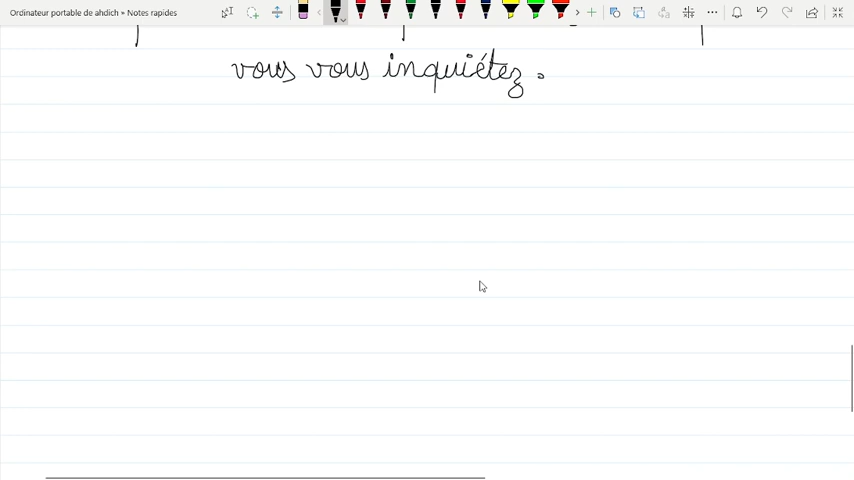 Ordinateur portable de ahdich » Notes rapides
vous vous inquiétez.